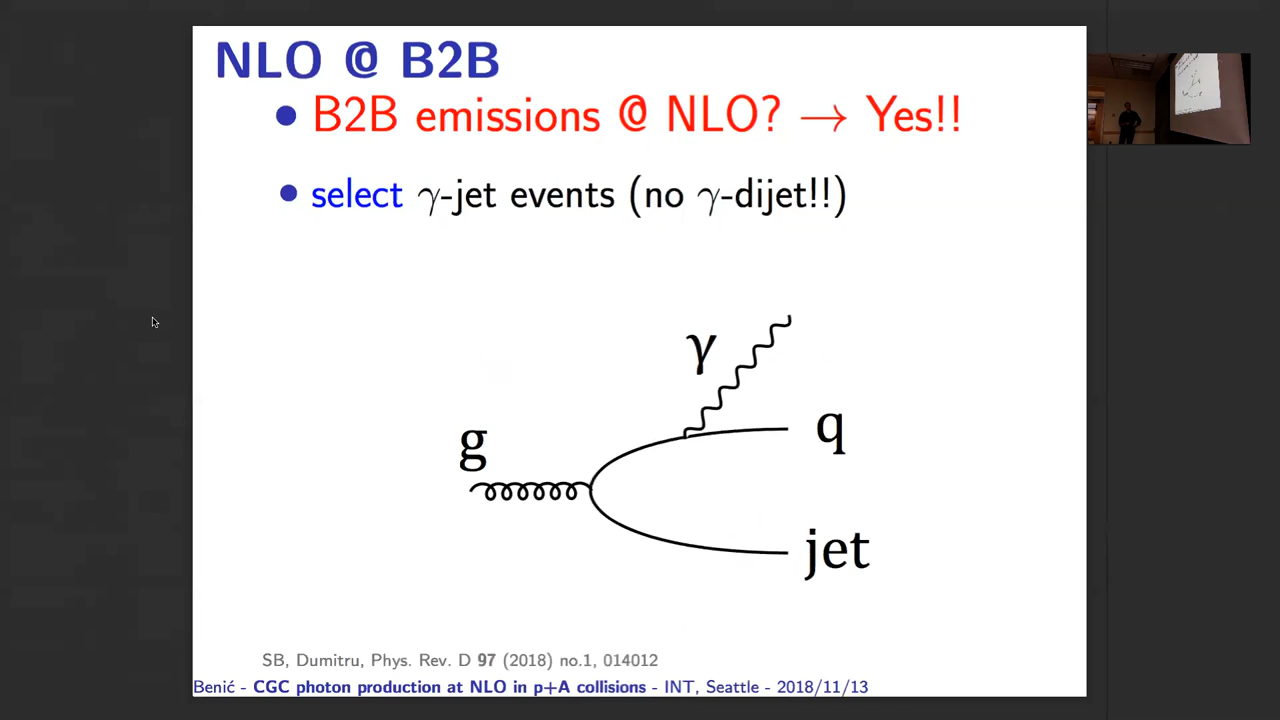 NLO @ B2B
• B2B emissions @ NLO? → Yes!!
• select γ-jet events (no γ-dijet!!)
γ
q
g
jet
SB, Dumitru, Phys. Rev. D 97 (2018) no.1, 014012
Benić - CGC photon production at NLO in p+A collisions - INT, Seattle - 2018/11/13